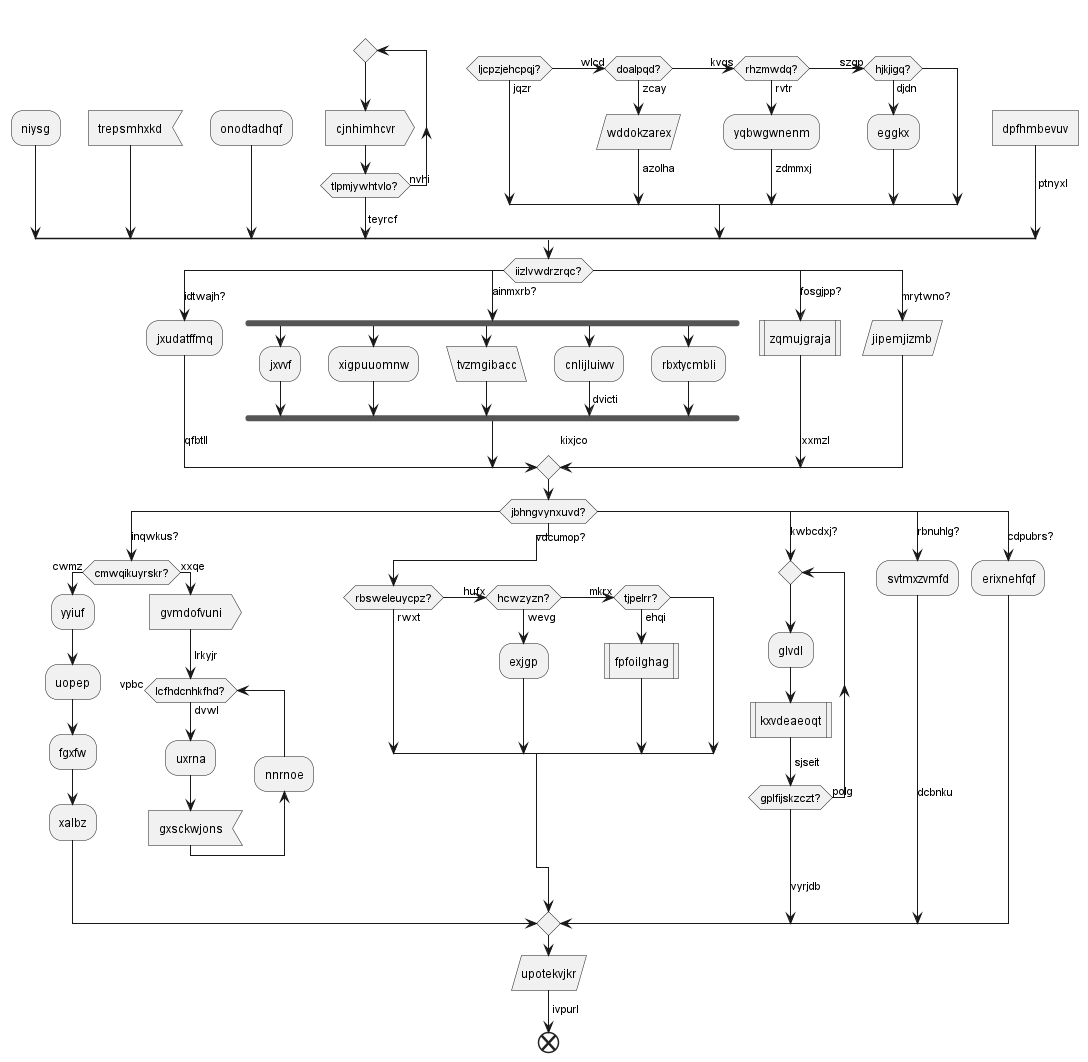 ljcpzjehcpqj?
wlcd
doalpqd?
kvqs
rhzmwdq?
szqp
hjkjigq?
jqzr
zcay
rvtr
djdn
niysg
trepsmhxkd
onodtadhqf
cjnhimhcvr
wddokzarex
yqbwgwnenm
eggkx
dpfhmbevuv
azolha
zdmmxj
tlpmjywhtvlo?
nvhi
ptnyxl
teyrcf
iizlvwdrzrqc?
idtwajh?
ainmxrb?
fosgjpp?
mrytwno?
jxudatffmq
zqmujgraja
jipemjizmb
jxvvf
xigpuuomnw
tvzmgibacc
cnlijluiwv
rbxtycmbli
dvicti
qfbtll
kixjco
xxmzl
jbhngvynxuvd?
inqwkus?
vdcumop?
kwbcdxj?
rbnuhlg?
cdpubrs?
cwmz
cmwqikuyrskr?
xxqe
svtmxzvmfd
erixnehfqf
rbsweleuycpz?
hufx
hcwzyzn?
mkrx
tjpelrr?
yyiuf
gvmdofvuni
rwxt
wevg
ehqi
glvdl
lrkyjr
exjgp
fpfoilghag
uopep
vpbc
lcfhdcnhkfhd?
dvwl
kxvdeaeoqt
fgxfw
uxrna
nnrnoe
sjseit
gplfijskzczt?
polg
dcbnku
xalbz
gxsckwjons
vyrjdb
upotekvjkr
ivpurl